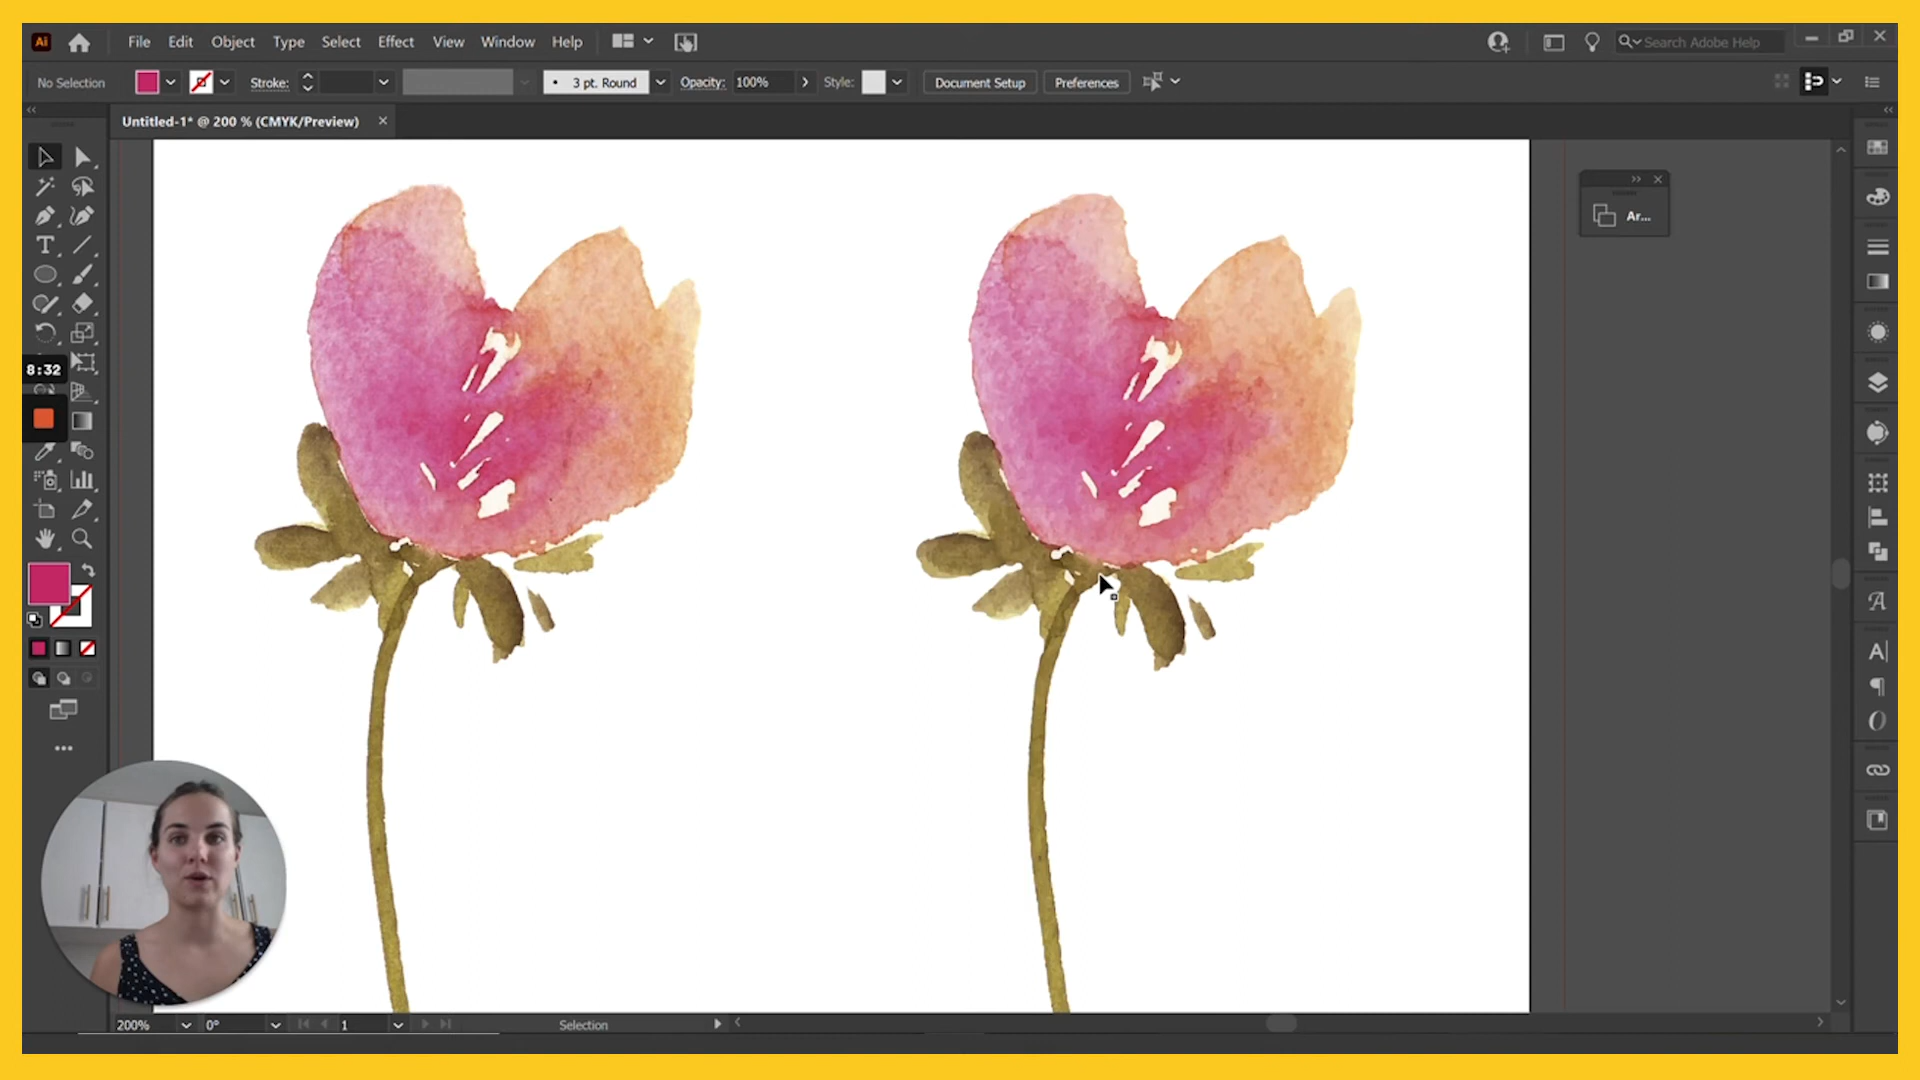 Ai File Edit Object Type Select Effect View Window Help Search Adobe Help
No Selection Stroke: 3 pt. Round Opacity: 100% Style: Document Setup Preferences
Untitled-1* @ 200 % (CMYK/Preview)
Ar...
8:32
200% 0° 1 Selection